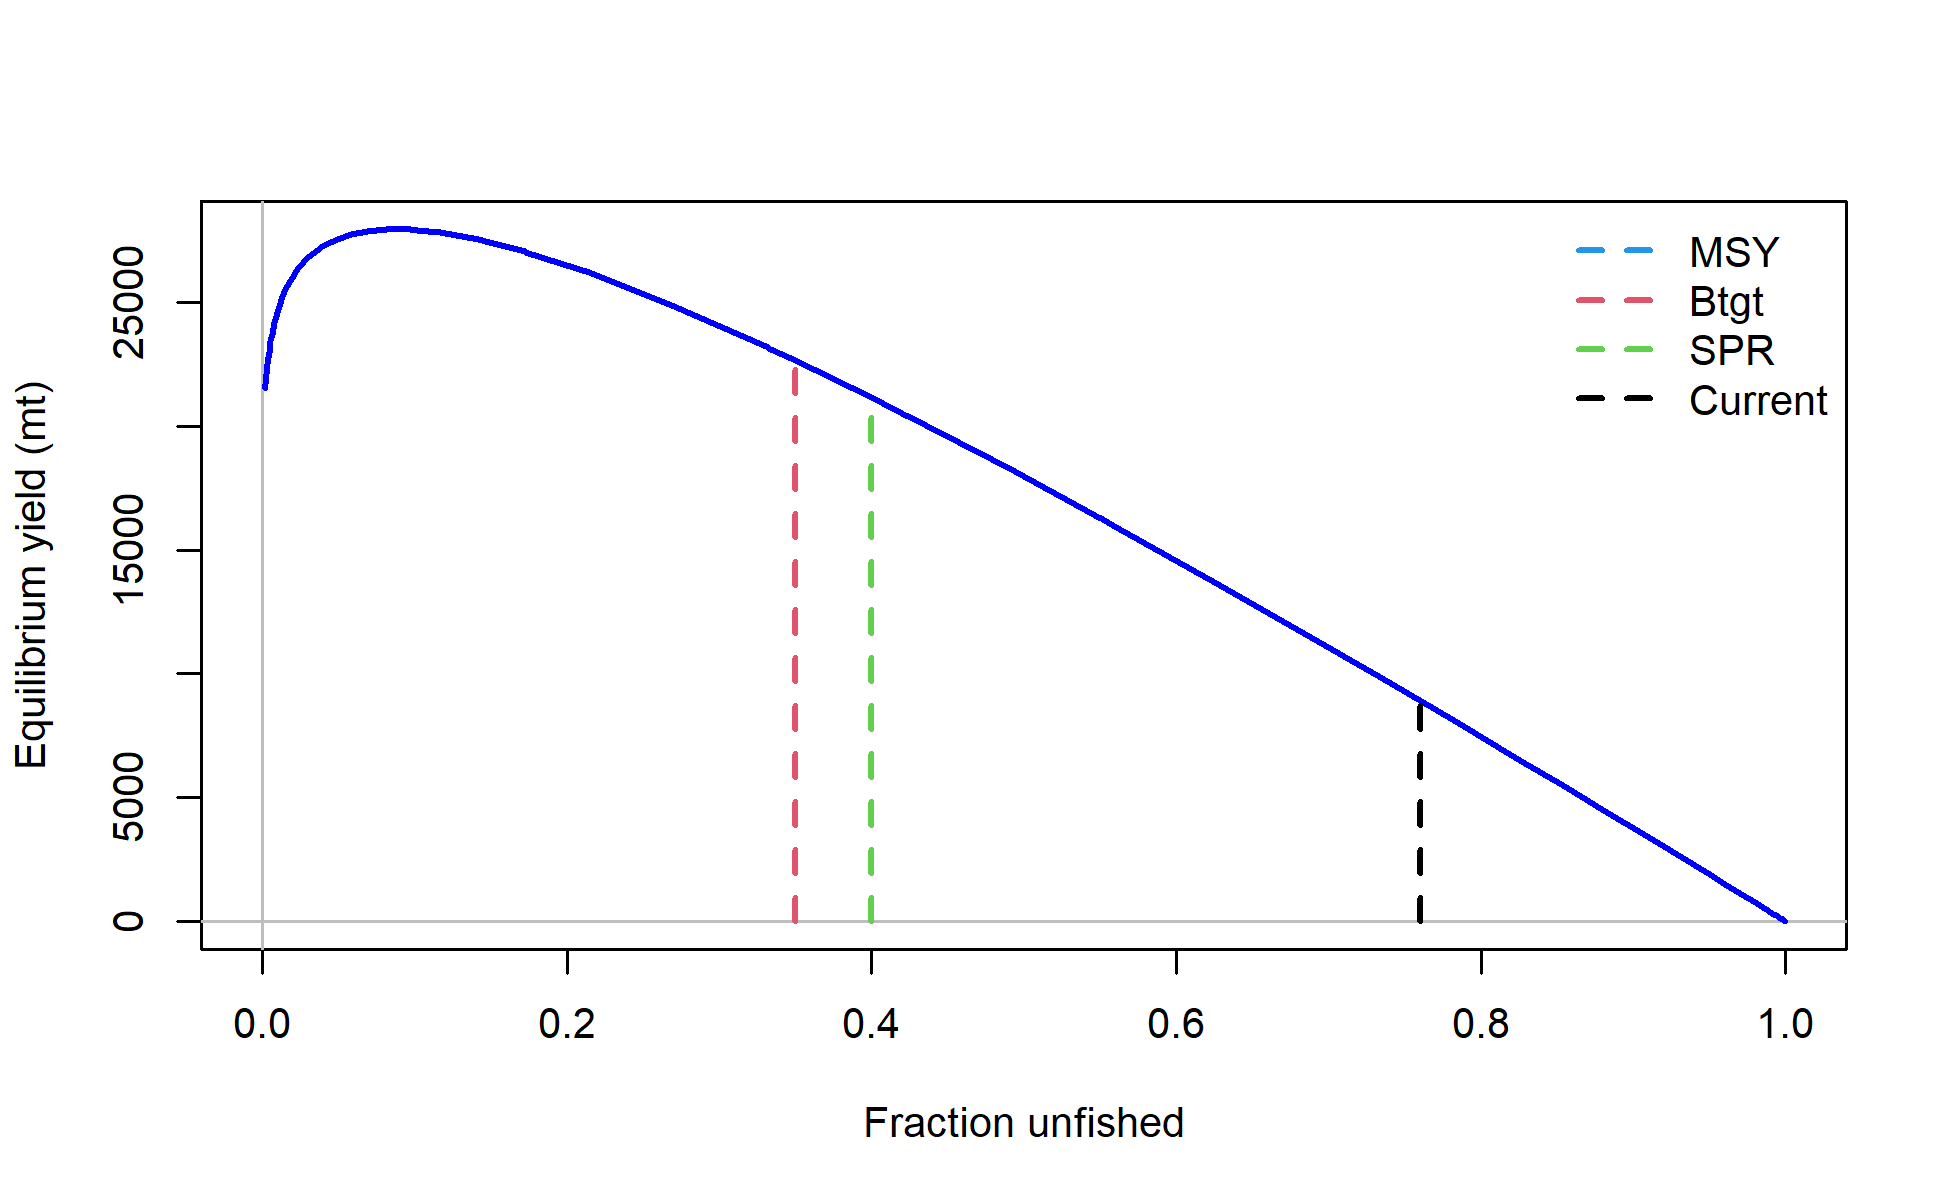 MSY
Btgt
SPR
Current
Equilibrium yield (mt)
25000
15000
5000
0
0.0 0.2 0.4 0.6 0.8 1.0
Fraction unfished